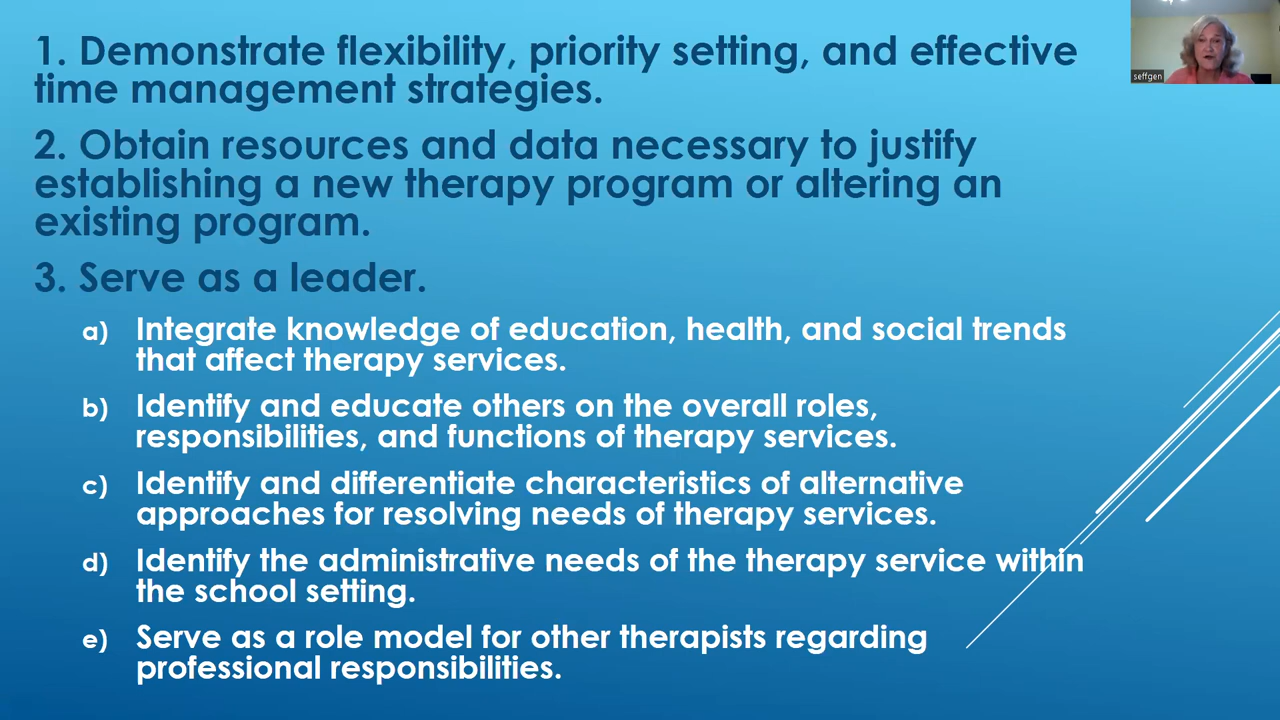 1. Demonstrate flexibility, priority setting, and effective
time management strategies.
2. Obtain resources and data necessary to justify
establishing a new therapy program or altering an
existing program.
3. Serve as a leader.
a) Integrate knowledge of education, health, and social trends
that affect therapy services.
b) Identify and educate others on the overall roles,
responsibilities, and functions of therapy services.
c) Identify and differentiate characteristics of alternative
approaches for resolving needs of therapy services.
d) Identify the administrative needs of the therapy service within
the school setting.
e) Serve as a role model for other therapists regarding
professional responsibilities.
seffgen